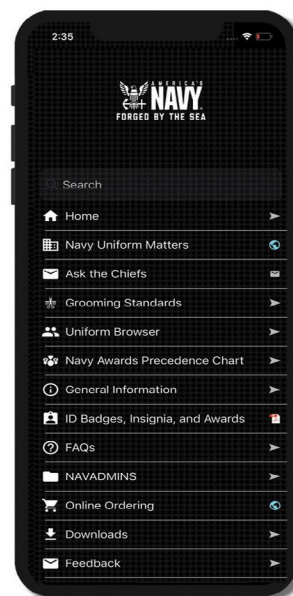 2:35
AMERICA'S
NAVY
FORGED BY THE SEA
Search
Home
Navy Uniform Matters
Ask the Chiefs
Grooming Standards
Uniform Browser
Navy Awards Precedence Chart
General Information
ID Badges, Insignia, and Awards
FAQs
NAVADMINS
Online Ordering
Downloads
Feedback